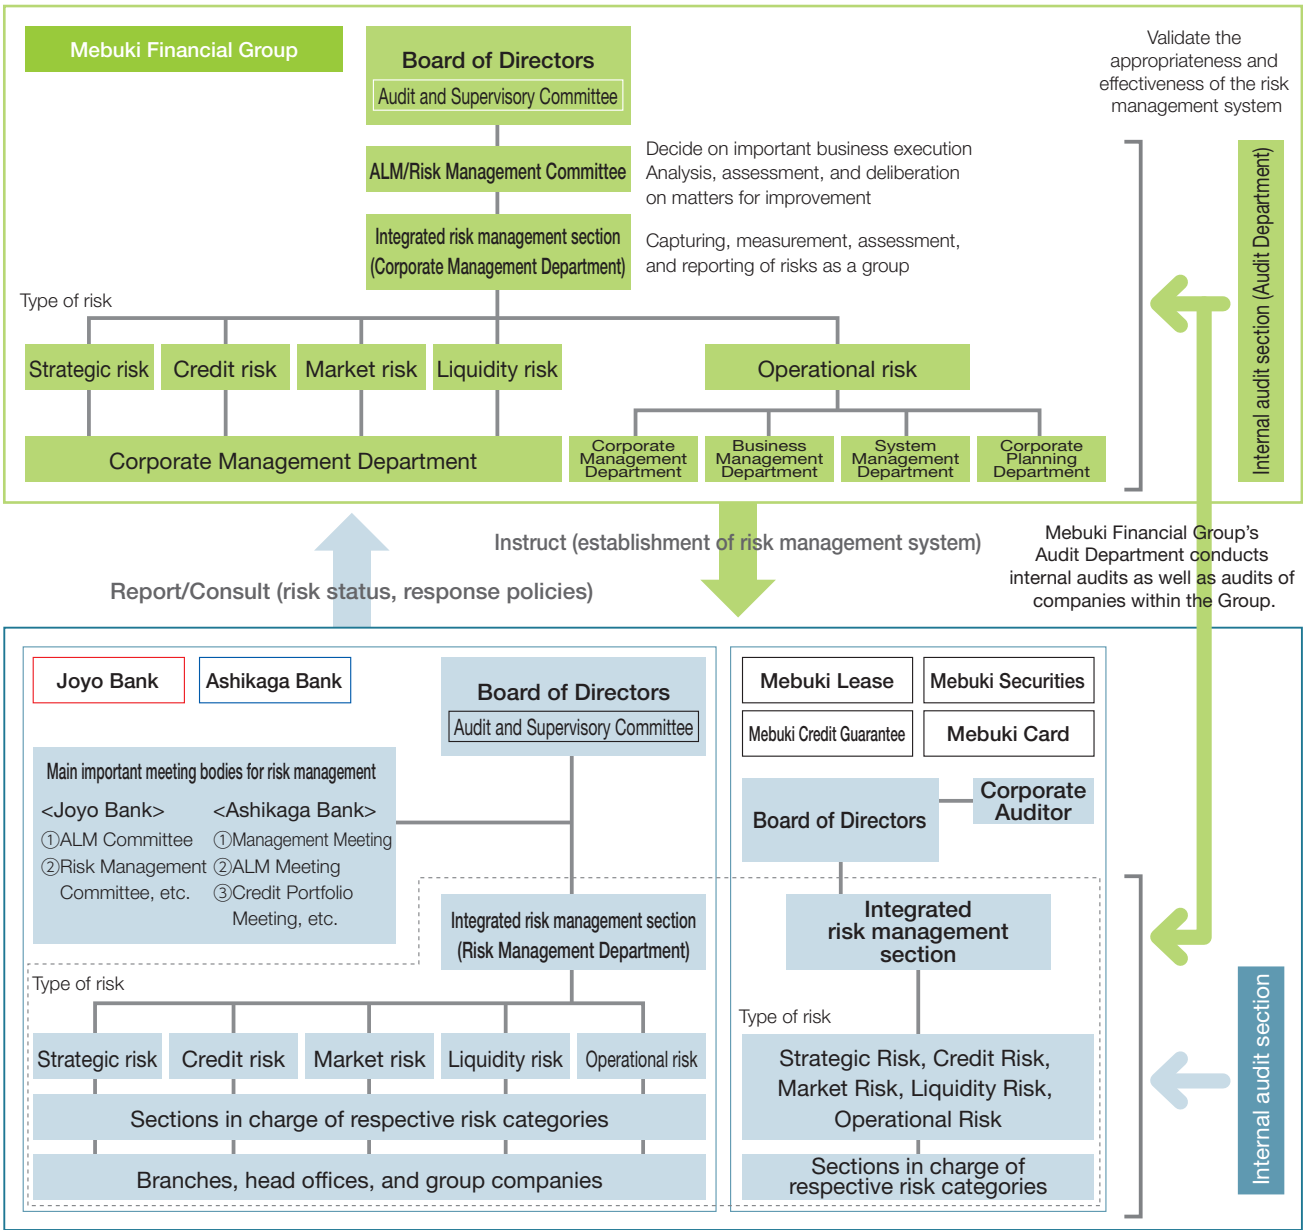 Mebuki Financial Group
Board of Directors
Audit and Supervisory Committee
Validate the
appropriateness and
effectiveness of the risk
management system
ALM/Risk Management Committee
Decide on important business execution
Analysis, assessment, and deliberation
on matters for improvement
Integrated risk management section
(Corporate Management Department)
Capturing, measurement, assessment,
and reporting of risks as a group
Internal audit section (Audit Department)
Type of risk
Strategic risk
Credit risk
Market risk
Liquidity risk
Operational risk
Corporate Management Department
Corporate
Management
Department
Business
Management
Department
System
Management
Department
Corporate
Planning
Department
Instruct (establishment of risk management system)
Report/Consult (risk status, response policies)
Mebuki Financial Group's
Audit Department conducts
internal audits as well as audits of
companies within the Group.
Joyo Bank
Ashikaga Bank
Board of Directors
Audit and Supervisory Committee
Main important meeting bodies for risk management
<Joyo Bank>
①ALM Committee
②Risk Management
Committee, etc.
<Ashikaga Bank>
①Management Meeting
②ALM Meeting
③Credit Portfolio
Meeting, etc.
Integrated risk management section
(Risk Management Department)
Type of risk
Strategic risk
Credit risk
Market risk
Liquidity risk
Operational risk
Sections in charge of respective risk categories
Branches, head offices, and group companies
Mebuki Lease
Mebuki Securities
Mebuki Credit Guarantee
Mebuki Card
Board of Directors
Corporate
Auditor
Integrated
risk management
section
Type of risk
Strategic Risk, Credit Risk,
Market Risk, Liquidity Risk,
Operational Risk
Sections in charge of
respective risk categories
Internal audit section